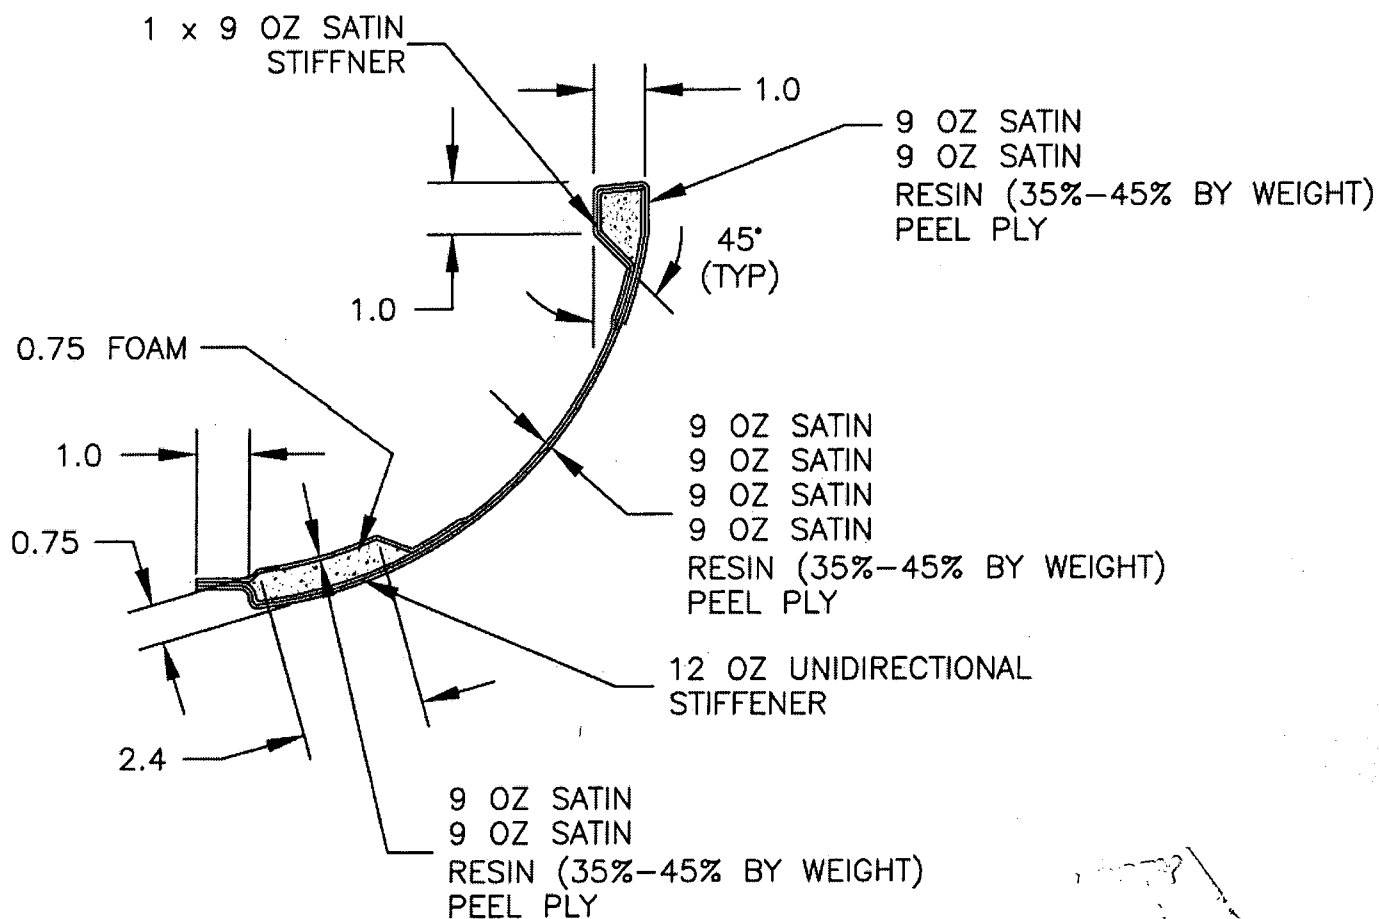 1 x 9 OZ SATIN
STIFFNER
1.0
9 OZ SATIN
9 OZ SATIN
RESIN (35%-45% BY WEIGHT)
PEEL PLY
45°
(TYP)
1.0
0.75 FOAM
1.0
0.75
9 OZ SATIN
9 OZ SATIN
9 OZ SATIN
9 OZ SATIN
RESIN (35%-45% BY WEIGHT)
PEEL PLY
12 OZ UNIDIRECTIONAL
STIFFENER
2.4
9 OZ SATIN
9 OZ SATIN
RESIN (35%-45% BY WEIGHT)
PEEL PLY